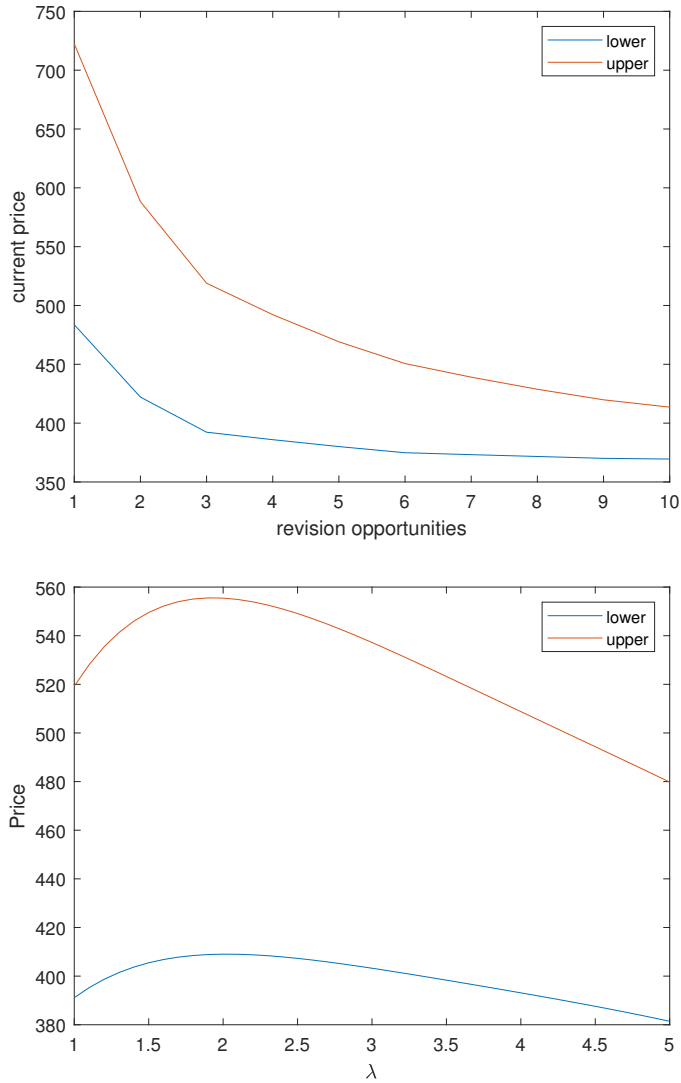 750
700
650
600
550
500
450
400
350
current price
lower
upper
1 2 3 4 5 6 7 8 9 10
revision opportunities
560
540
520
500
480
460
440
420
400
380
Price
lower
upper
1 1.5 2 2.5 3 3.5 4 4.5 5
λ